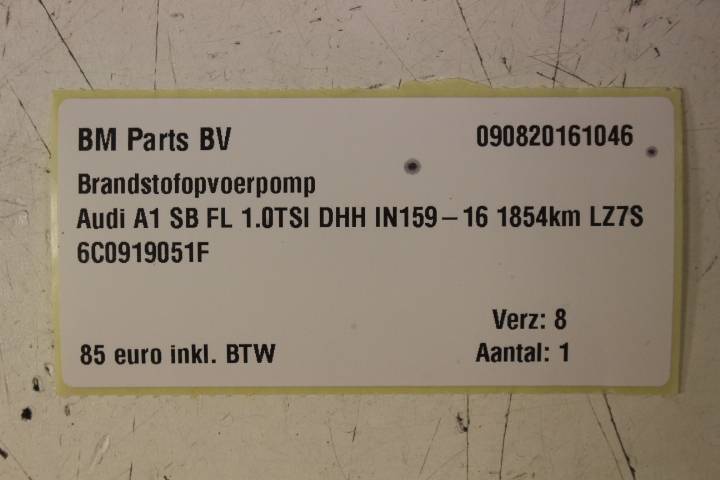 BM Parts BV 090820161046
Brandstofopvoerpomp
Audi A1 SB FL 1.0TSI DHH IN159-16 1854km LZ7S
6C0919051F
Verz: 8
85 euro inkl. BTW Aantal: 1